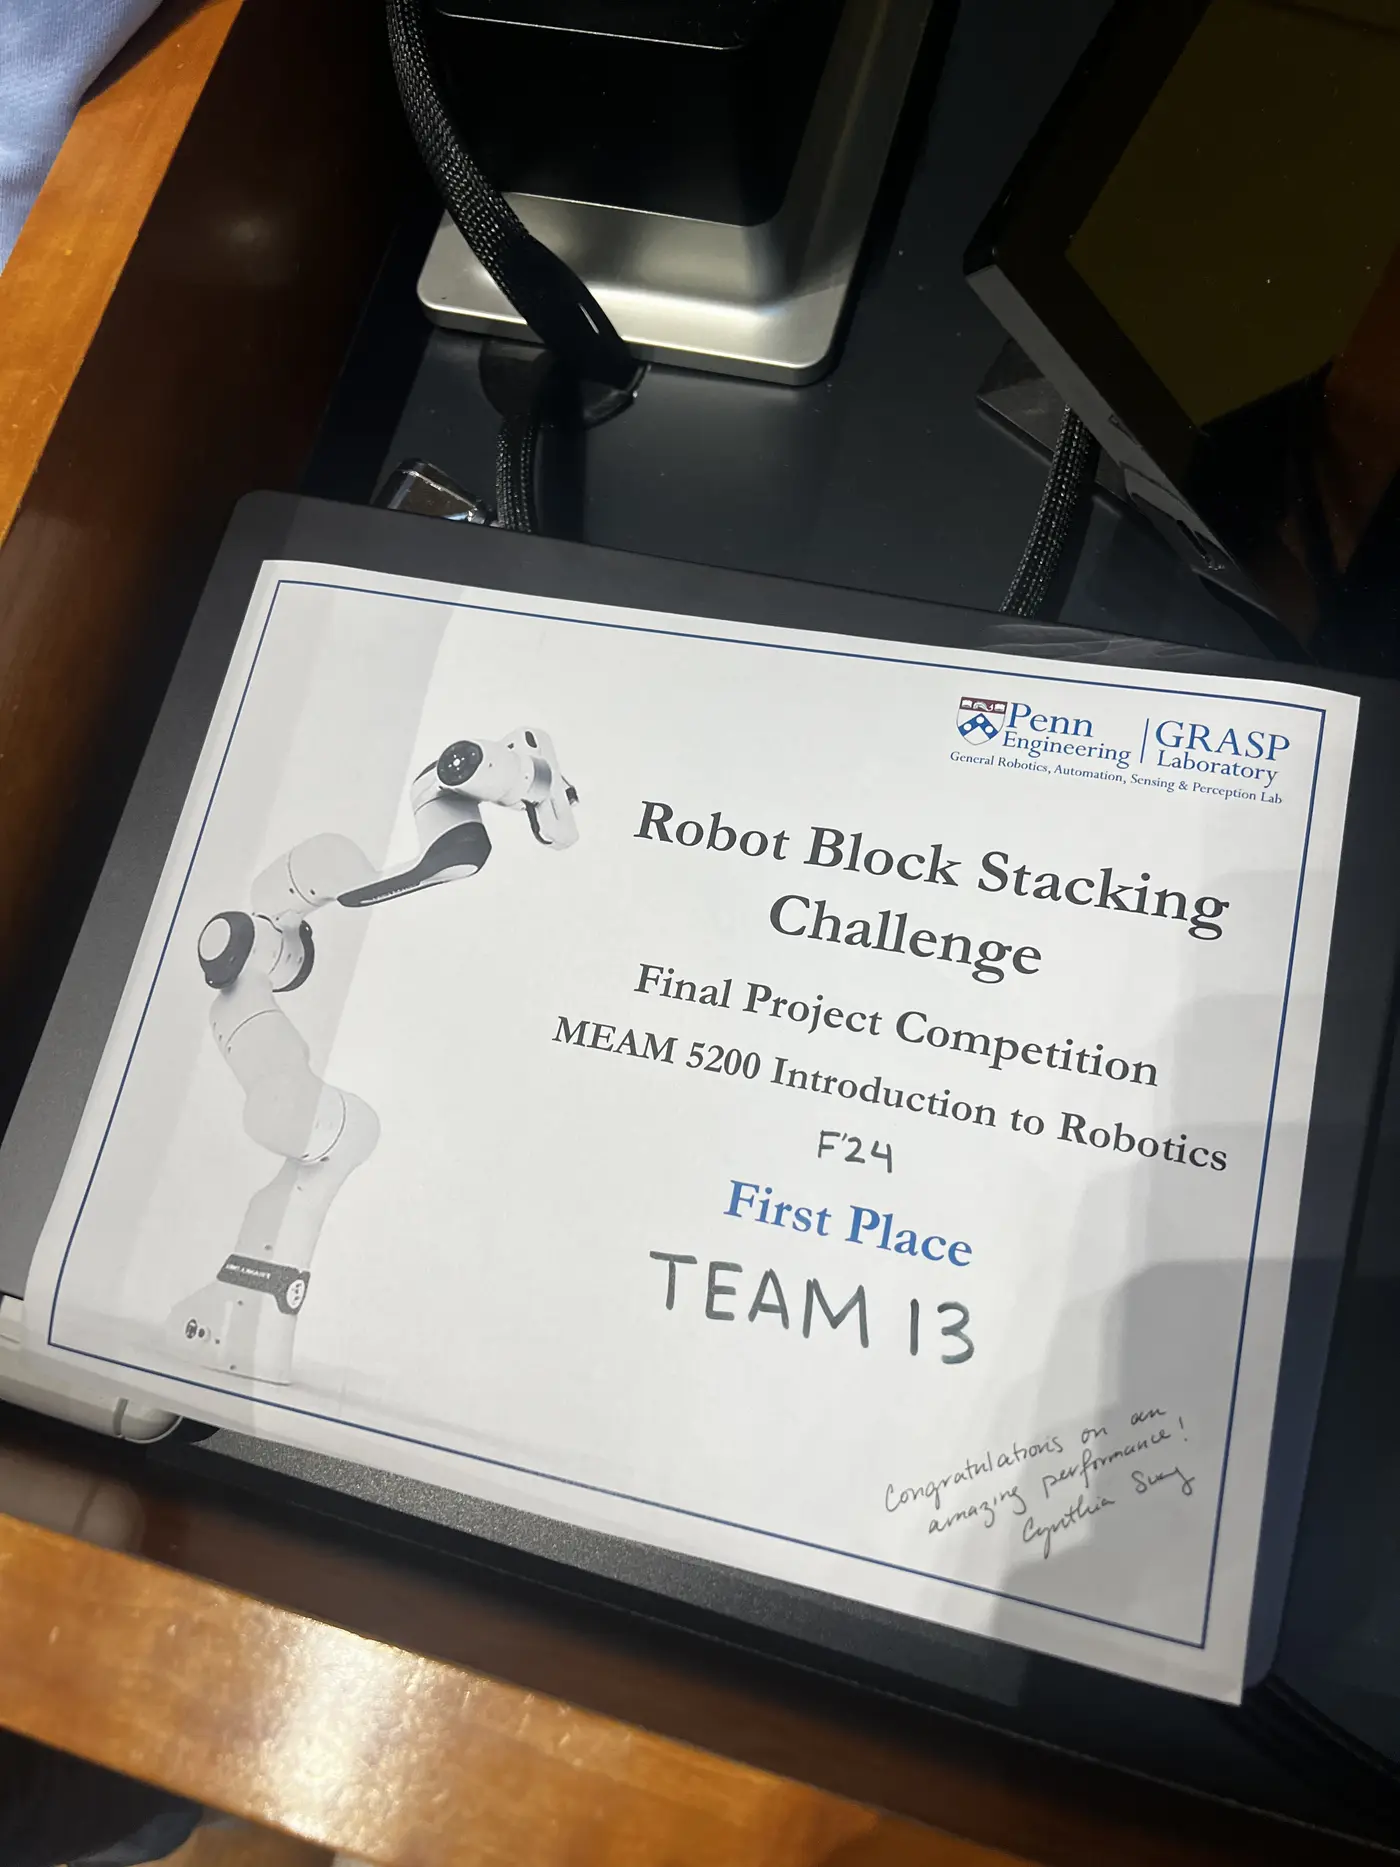 Penn
Engineering
GRASP
Laboratory
General Robotics, Automation, Sensing & Perception Lab
Robot Block Stacking
Challenge
Final Project Competition
MEAM 5200 Introduction to Robotics
F'24
First Place
TEAM 13
Congratulations on an
amazing performance!
Cynthia Sung